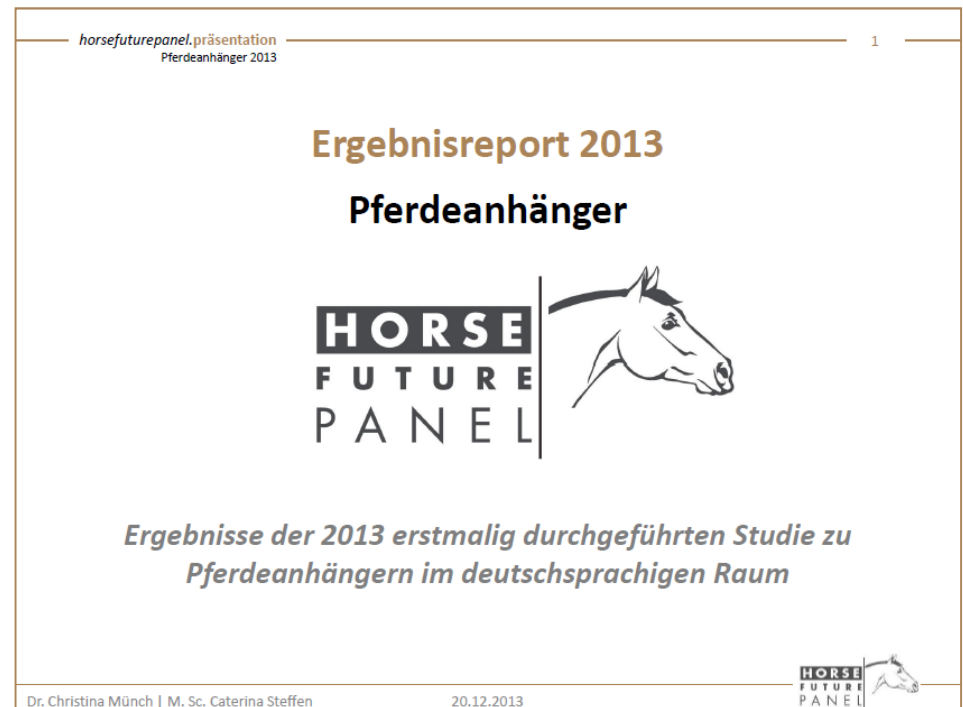 horsefuturepanel.präsentation
Pferdeanhänger 2013
1
Ergebnisreport 2013
Pferdeanhänger
HORSE
FUTURE
PANEL
Ergebnisse der 2013 erstmalig durchgeführten Studie zu
Pferdeanhängern im deutschsprachigen Raum
Dr. Christina Münch | M. Sc. Caterina Steffen
20.12.2013
HORSE
FUTURE
PANEL